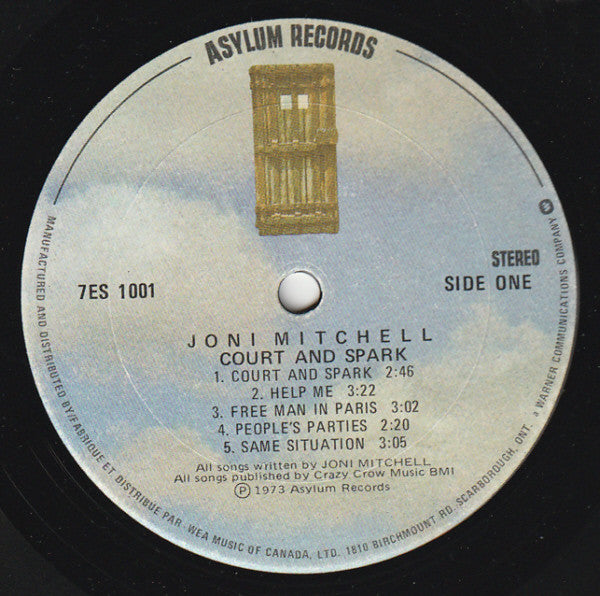 ASYLUM RECORDS
STEREO
7ES 1001
SIDE ONE
JONI MITCHELL
COURT AND SPARK
1. COURT AND SPARK 2:46
2. HELP ME 3:22
3. FREE MAN IN PARIS 3:02
4. PEOPLE'S PARTIES 2:20
5. SAME SITUATION 3:05
All songs written by JONI MITCHELL
All songs published by Crazy Crow Music BMI
Ⓟ 1973 Asylum Records
MANUFACTURED AND DISTRIBUTED BY/FABRIQUE ET DISTRIBUE PAR WEA MUSIC OF CANADA, LTD. 1810 BIRCHMOUNT RD. SCARBOROUGH, ONT. a WARNER COMMUNICATIONS COMPANY